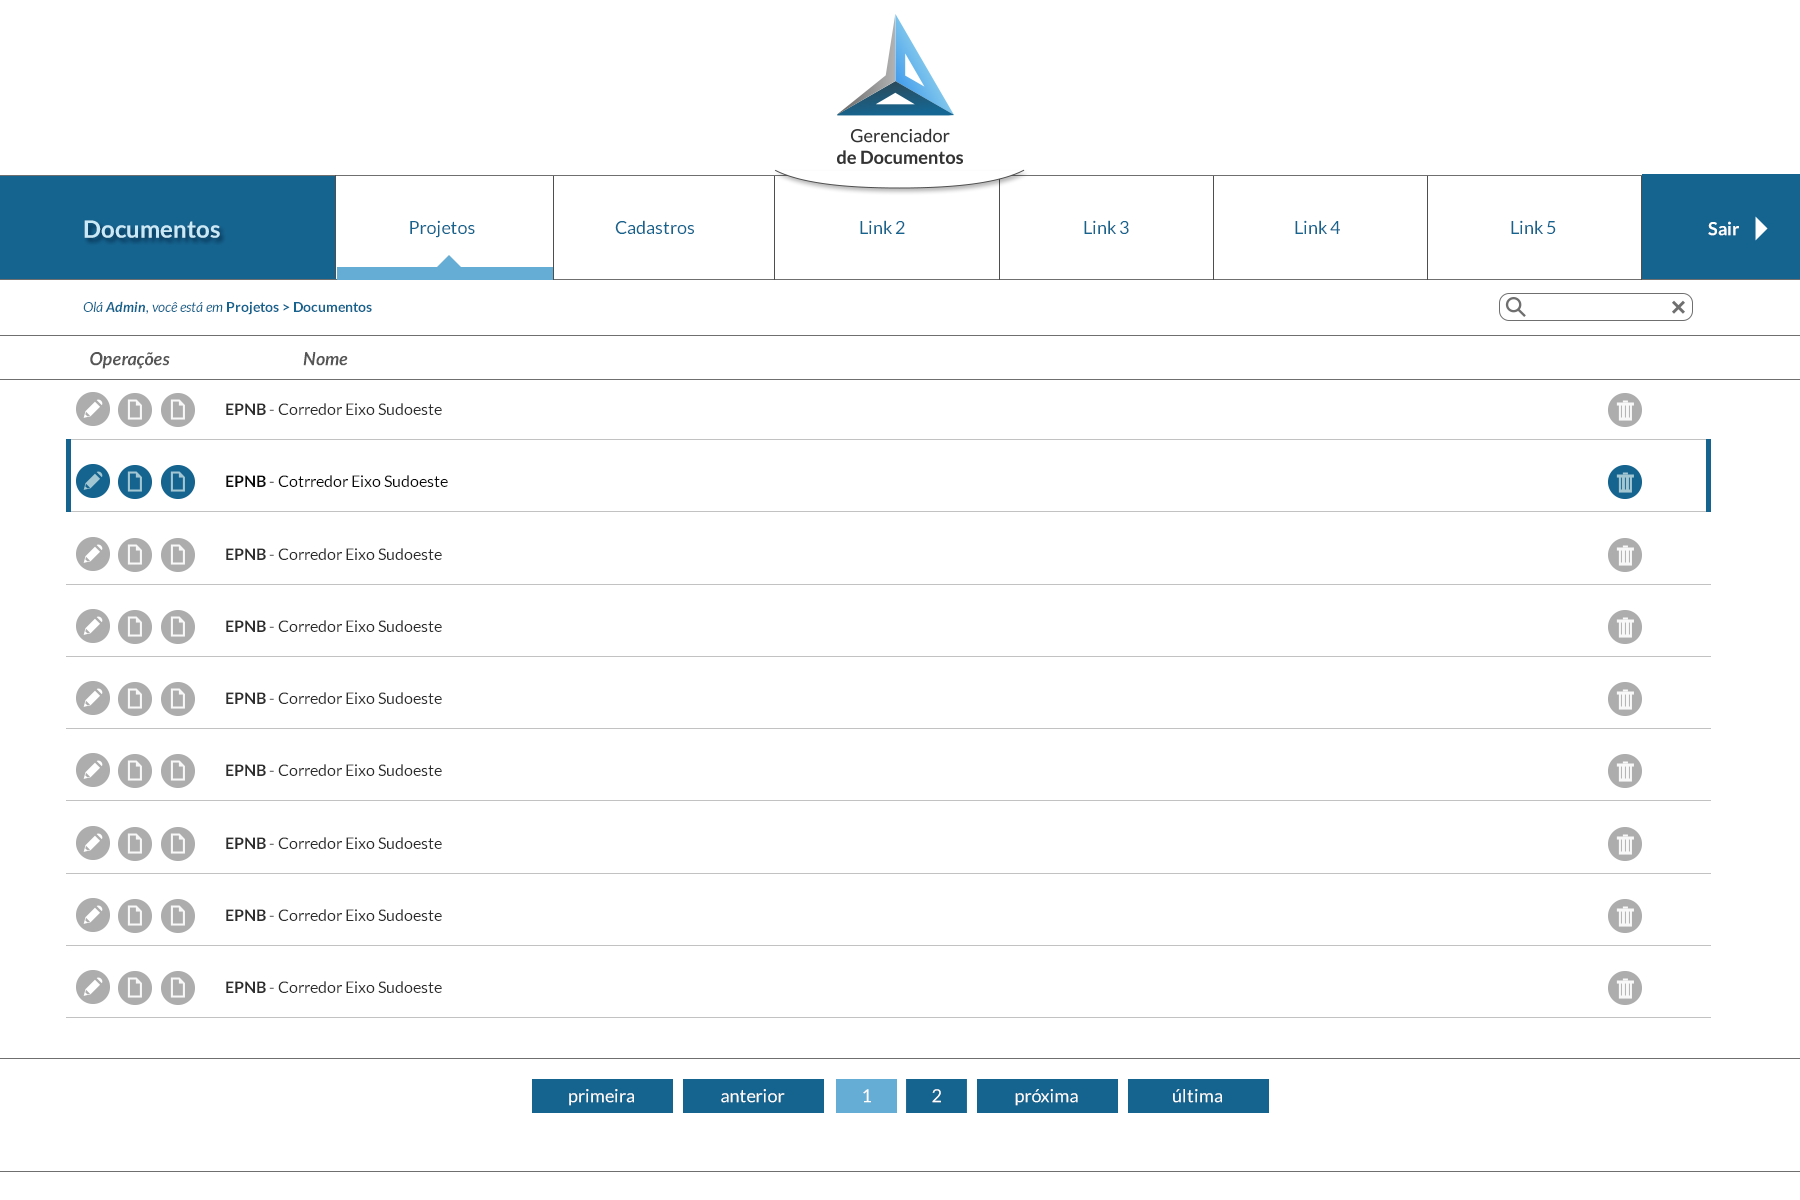 Gerenciador
de Documentos
Documentos
Projetos
Cadastros
Link 2
Link 3
Link 4
Link 5
Sair
Olá Admin, você está em Projetos > Documentos
Operações Nome
EPNB - Corredor Eixo Sudoeste
EPNB - Cotrredor Eixo Sudoeste
EPNB - Corredor Eixo Sudoeste
EPNB - Corredor Eixo Sudoeste
EPNB - Corredor Eixo Sudoeste
EPNB - Corredor Eixo Sudoeste
EPNB - Corredor Eixo Sudoeste
EPNB - Corredor Eixo Sudoeste
EPNB - Corredor Eixo Sudoeste
primeira anterior 1 2 próxima última